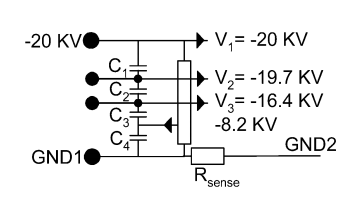 -20 KV
V1= -20 KV
C1
V2= -19.7 KV
C2
V3= -16.4 KV
C3
-8.2 KV
C4
GND2
GND1
Rsense